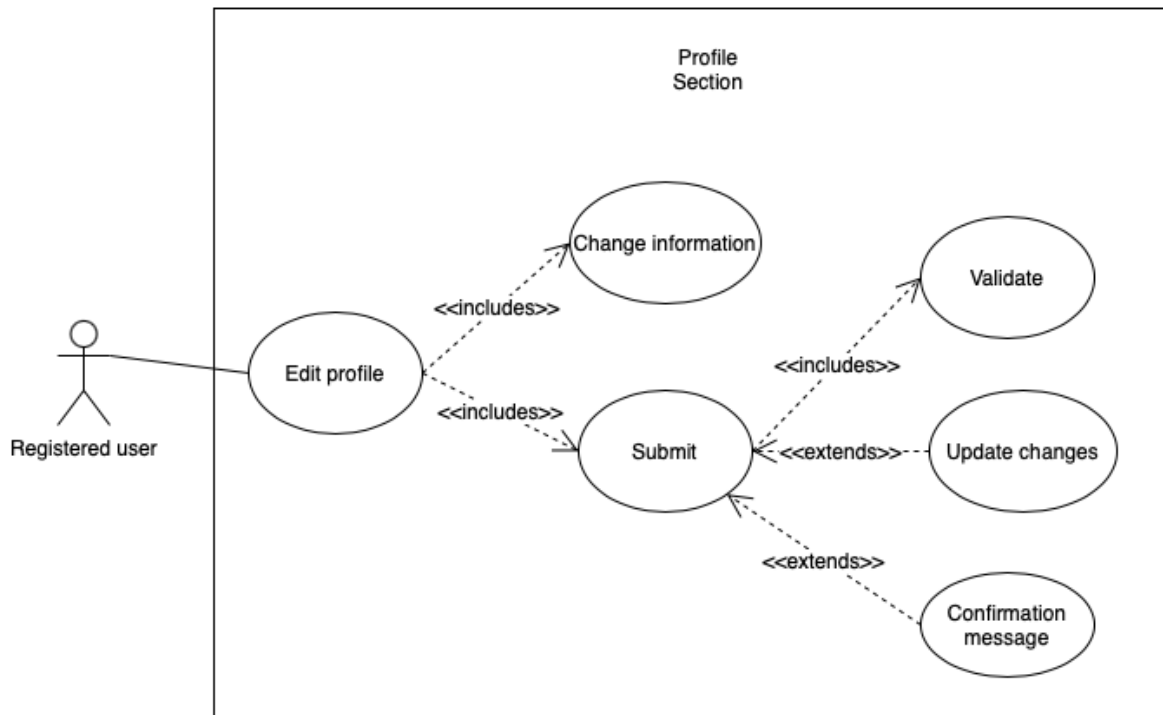 Profile
Section
Change information
Validate
<<includes>>
<<includes>>
Edit profile
<<includes>>
Registered user
Submit
<<extends>>
Update changes
<<extends>>
Confirmation
message